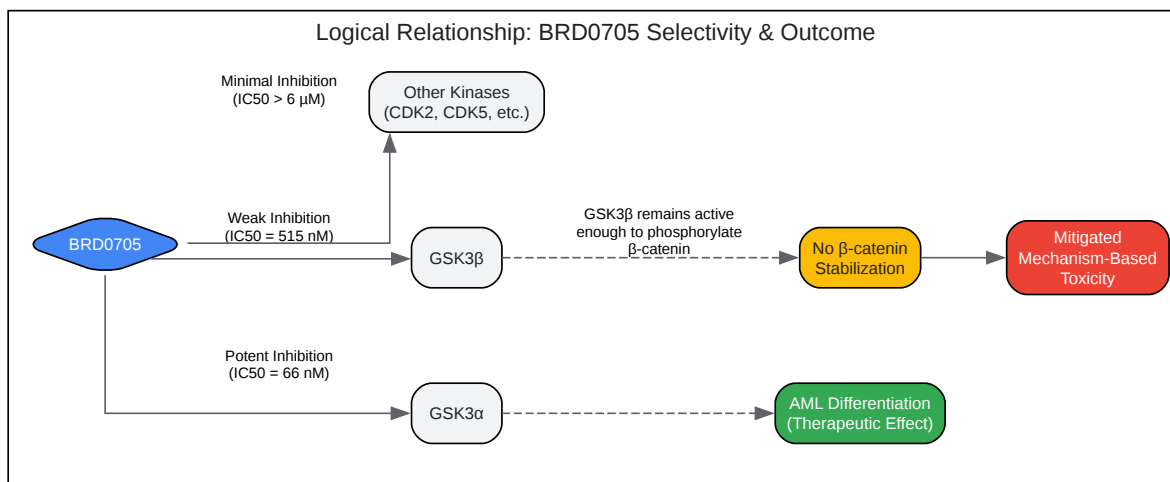 Logical Relationship: BRD0705 Selectivity & Outcome
Minimal Inhibition
(IC50 > 6 µM)
Other Kinases
(CDK2, CDK5, etc.)
BRD0705
Weak Inhibition
(IC50 = 515 nM)
GSK3β
GSK3β remains active
enough to phosphorylate
β-catenin
No β-catenin
Stabilization
Mitigated
Mechanism-Based
Toxicity
Potent Inhibition
(IC50 = 66 nM)
GSK3α
AML Differentiation
(Therapeutic Effect)